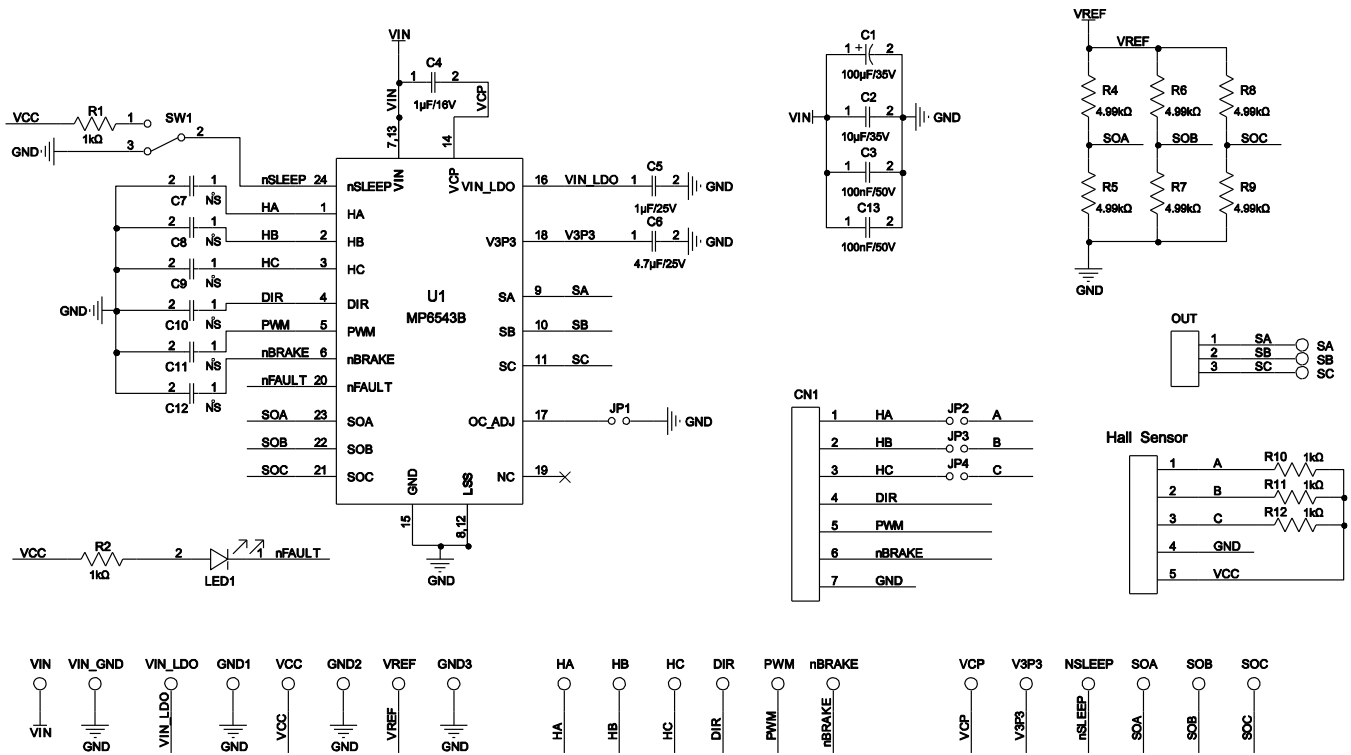 VIN
C4
1 2
1µF/16V
VIN
VCP
7, 13
14
VCC
R1
1kΩ
1
SW1
2
3
GND
C1
1 + 2
100µF/35V
C2
1 2
10µF/35V
VIN
GND
C3
1 2
100nF/50V
C13
1 2
100nF/50V
VREF
VREF
R4
4.99kΩ
R6
4.99kΩ
R8
4.99kΩ
SOA
SOB
SOC
R5
4.99kΩ
R7
4.99kΩ
R9
4.99kΩ
GND
2 1
C7 NS
2 1
C8 NS
2 1
C9 NS
GND
2 1
C10 NS
2 1
C11 NS
2 1
C12 NS
nSLEEP 24 nSLEEP
HA 1 HA
HB 2 HB
HC 3 HC
DIR 4 DIR
PWM 5 PWM
nBRAKE 6 nBRAKE
nFAULT 20 nFAULT
SOA 23 SOA
SOB 22 SOB
SOC 21 SOC
VIN
VCP
U1
MP6543B
VIN_LDO 16 VIN_LDO
1 C5 2
1µF/25V
GND
V3P3 18 V3P3
1 C6 2
4.7µF/25V
GND
SA 9 SA
SB 10 SB
SC 11 SC
OC_ADJ 17
JP1
GND
NC 19
GND
LSS
15
8,12
GND
VCC
R2
1kΩ
2
LED1
1 nFAULT
OUT
1 SA SA
2 SB SB
3 SC SC
CN1
1 HA JP2 A
2 HB JP3 B
3 HC JP4 C
4 DIR
5 PWM
6 nBRAKE
7 GND
Hall Sensor
1 A R10 1kΩ
2 B R11 1kΩ
3 C R12 1kΩ
4 GND
5 VCC
VIN VIN_GND VIN_LDO GND1 VCC GND2 VREF GND3 HA HB HC DIR PWM nBRAKE VCP V3P3 NSLEEP SOA SOB SOC
VIN GND VIN_LDO GND VCC GND VREF GND HA HB HC DIR PWM nBRAKE VCP V3P3 nSLEEP SOA SOB SOC